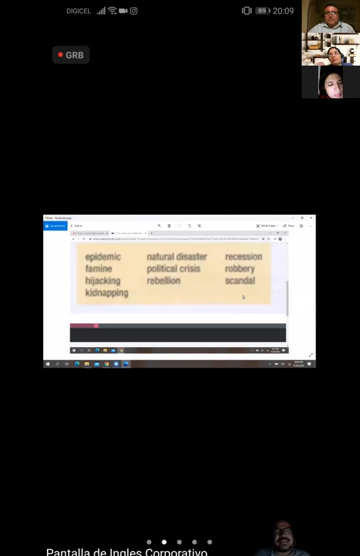 DIGICEL 89 20:09
GRB
epidemic natural disaster recession
famine political crisis robbery
hijacking rebellion scandal
kidnapping
Pantalla de Ingles Corporativo